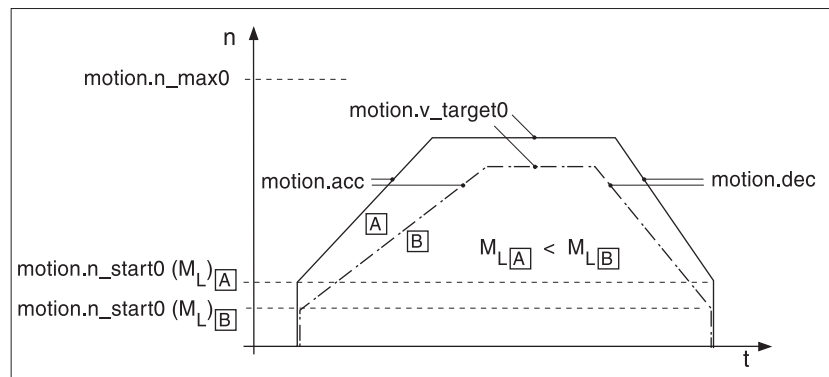 n
motion.n_max0
motion.v_target0
motion.acc
motion.dec
A
B
M_L A < M_L B
motion.n_start0 (M_L) A
motion.n_start0 (M_L) B
t